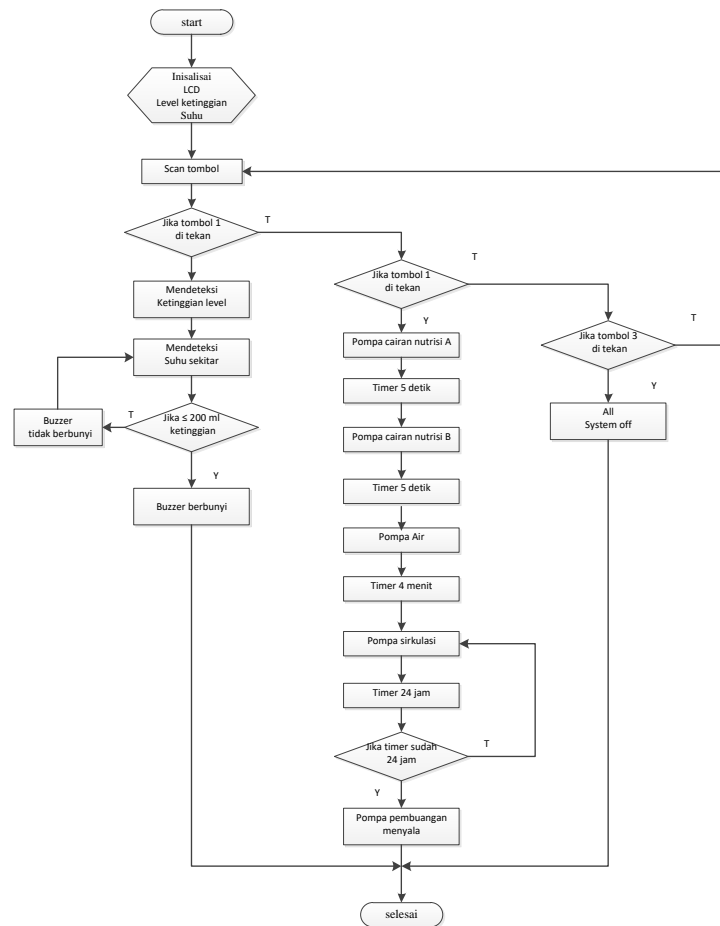 start
Inisalisai
LCD
Level ketinggian
Suhu
Scan tombol
Jika tombol 1
di tekan
T
Mendeteksi
Ketinggian level
Mendeteksi
Suhu sekitar
Jika ≤ 200 ml
ketinggian
T
Buzzer
tidak berbunyi
Y
Buzzer berbunyi
Jika tombol 1
di tekan
T
Y
Pompa cairan nutrisi A
Timer 5 detik
Pompa cairan nutrisi B
Timer 5 detik
Pompa Air
Timer 4 menit
Pompa sirkulasi
Timer 24 jam
Jika timer sudah
24 jam
T
Y
Pompa pembuangan
menyala
Jika tombol 3
di tekan
T
Y
All
System off
selesai